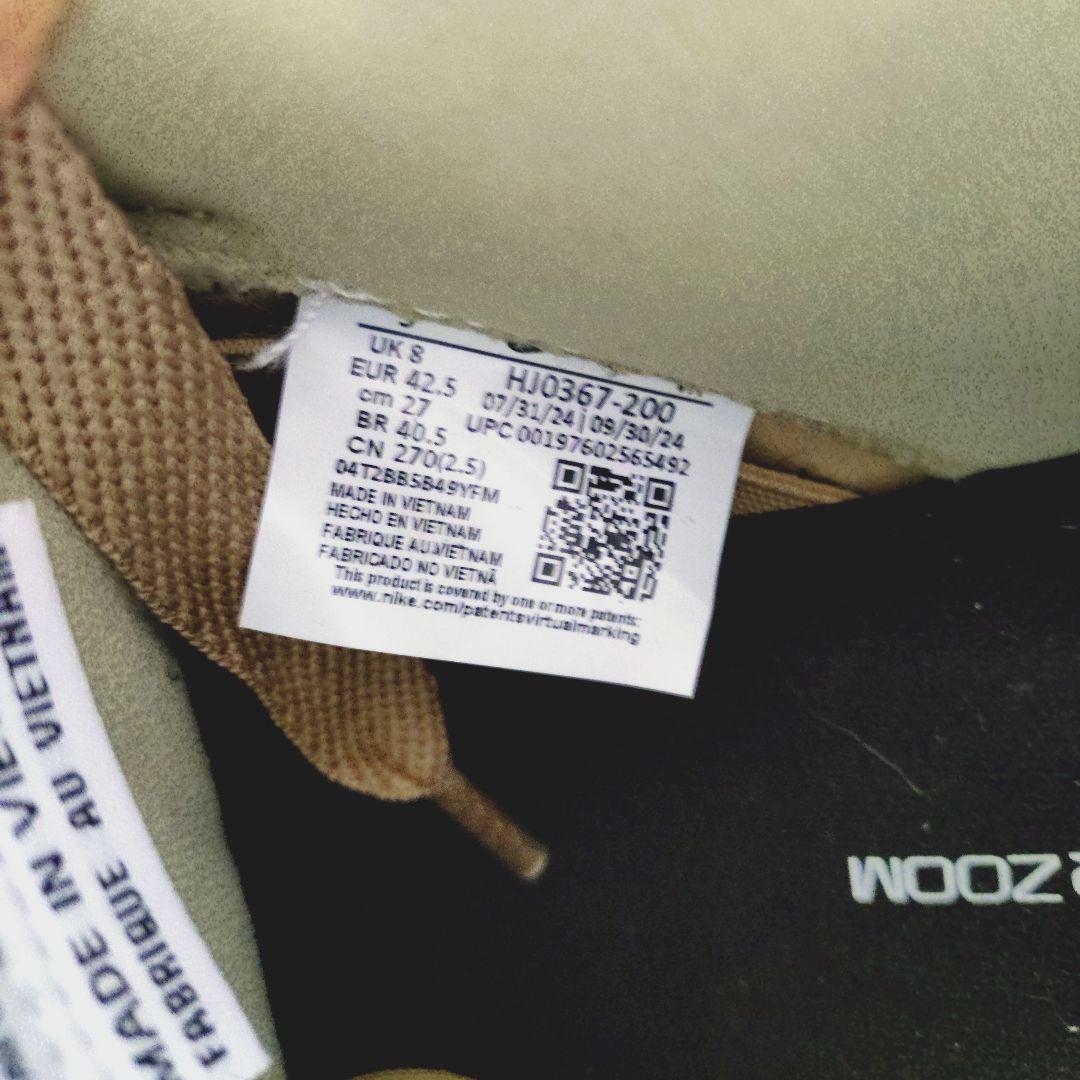 UK 8
EUR 42.5
cm 27
BR 40.5
CN 270(2.5)
04T2BB5B49YFM
MADE IN VIETNAM
HECHO EN VIETNAM
FABRIQUE AU VIETNAM
FABRICADO NO VIETNÃ
This product is covered by one or more patents:
www.nike.com/patentsvirtualmarking
HJ0367-200
07/31/24 | 09/30/24
UPC 00197602565492
ZOOM
MADE IN VIE
FABRIQUE AU VIETNAM